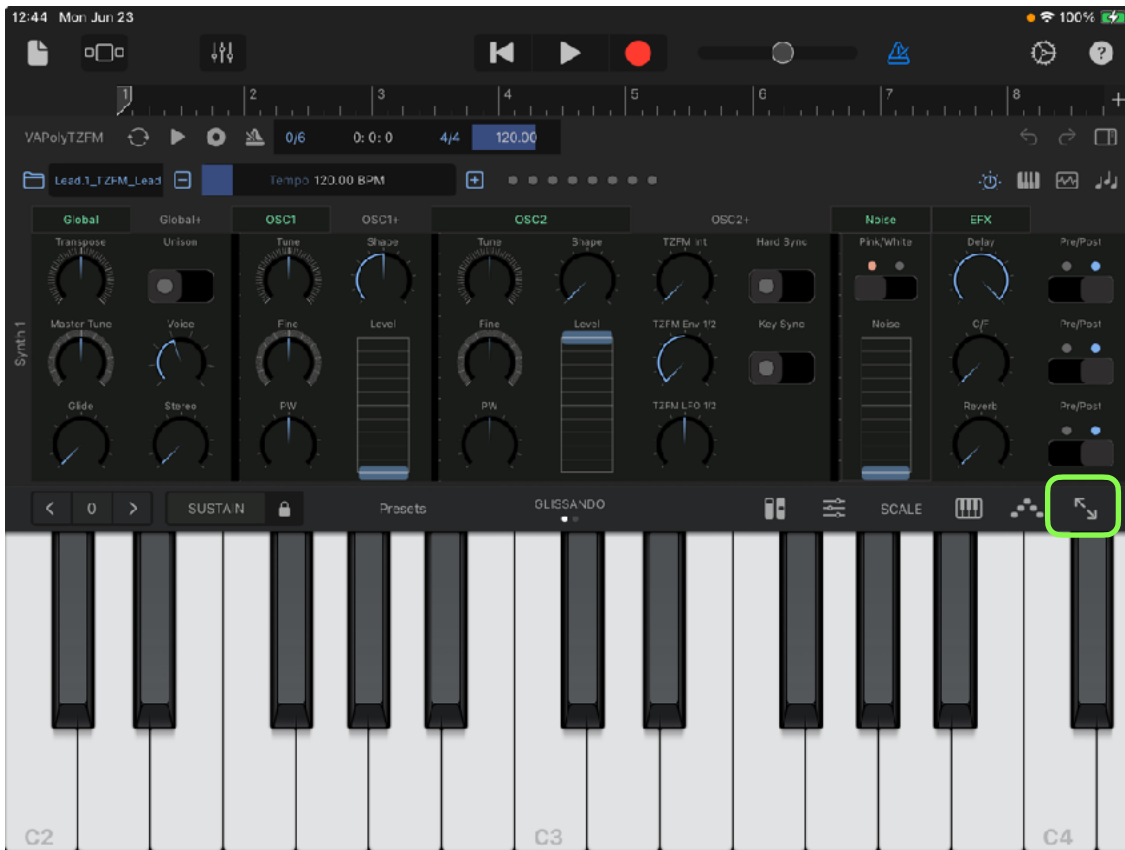 12:44 Mon Jun 23 100%
1 2 3 4 5 6 7 8 +
VAPolyTZFM 0/6 0: 0: 0 4/4 120.00
Lead.1_TZFM_Lead Tempo 120.00 BPM
Global Global+ OSC1 OSC1+ OSC2 OSC2+ Noise EFX
Transpose Unison Tune Shape Tune Shape TZFM Int Hard Sync Pink/White Delay Pre/Post
Synth 1
Master Tune Voice Fine Level Fine Level TZFM Env 1/2 Key Sync Noise C/F Pre/Post
Glide Stereo PW PW TZFM LFO 1/2 Reverb Pre/Post
< 0 > SUSTAIN Presets GLISSANDO SCALE
C2 C3 C4